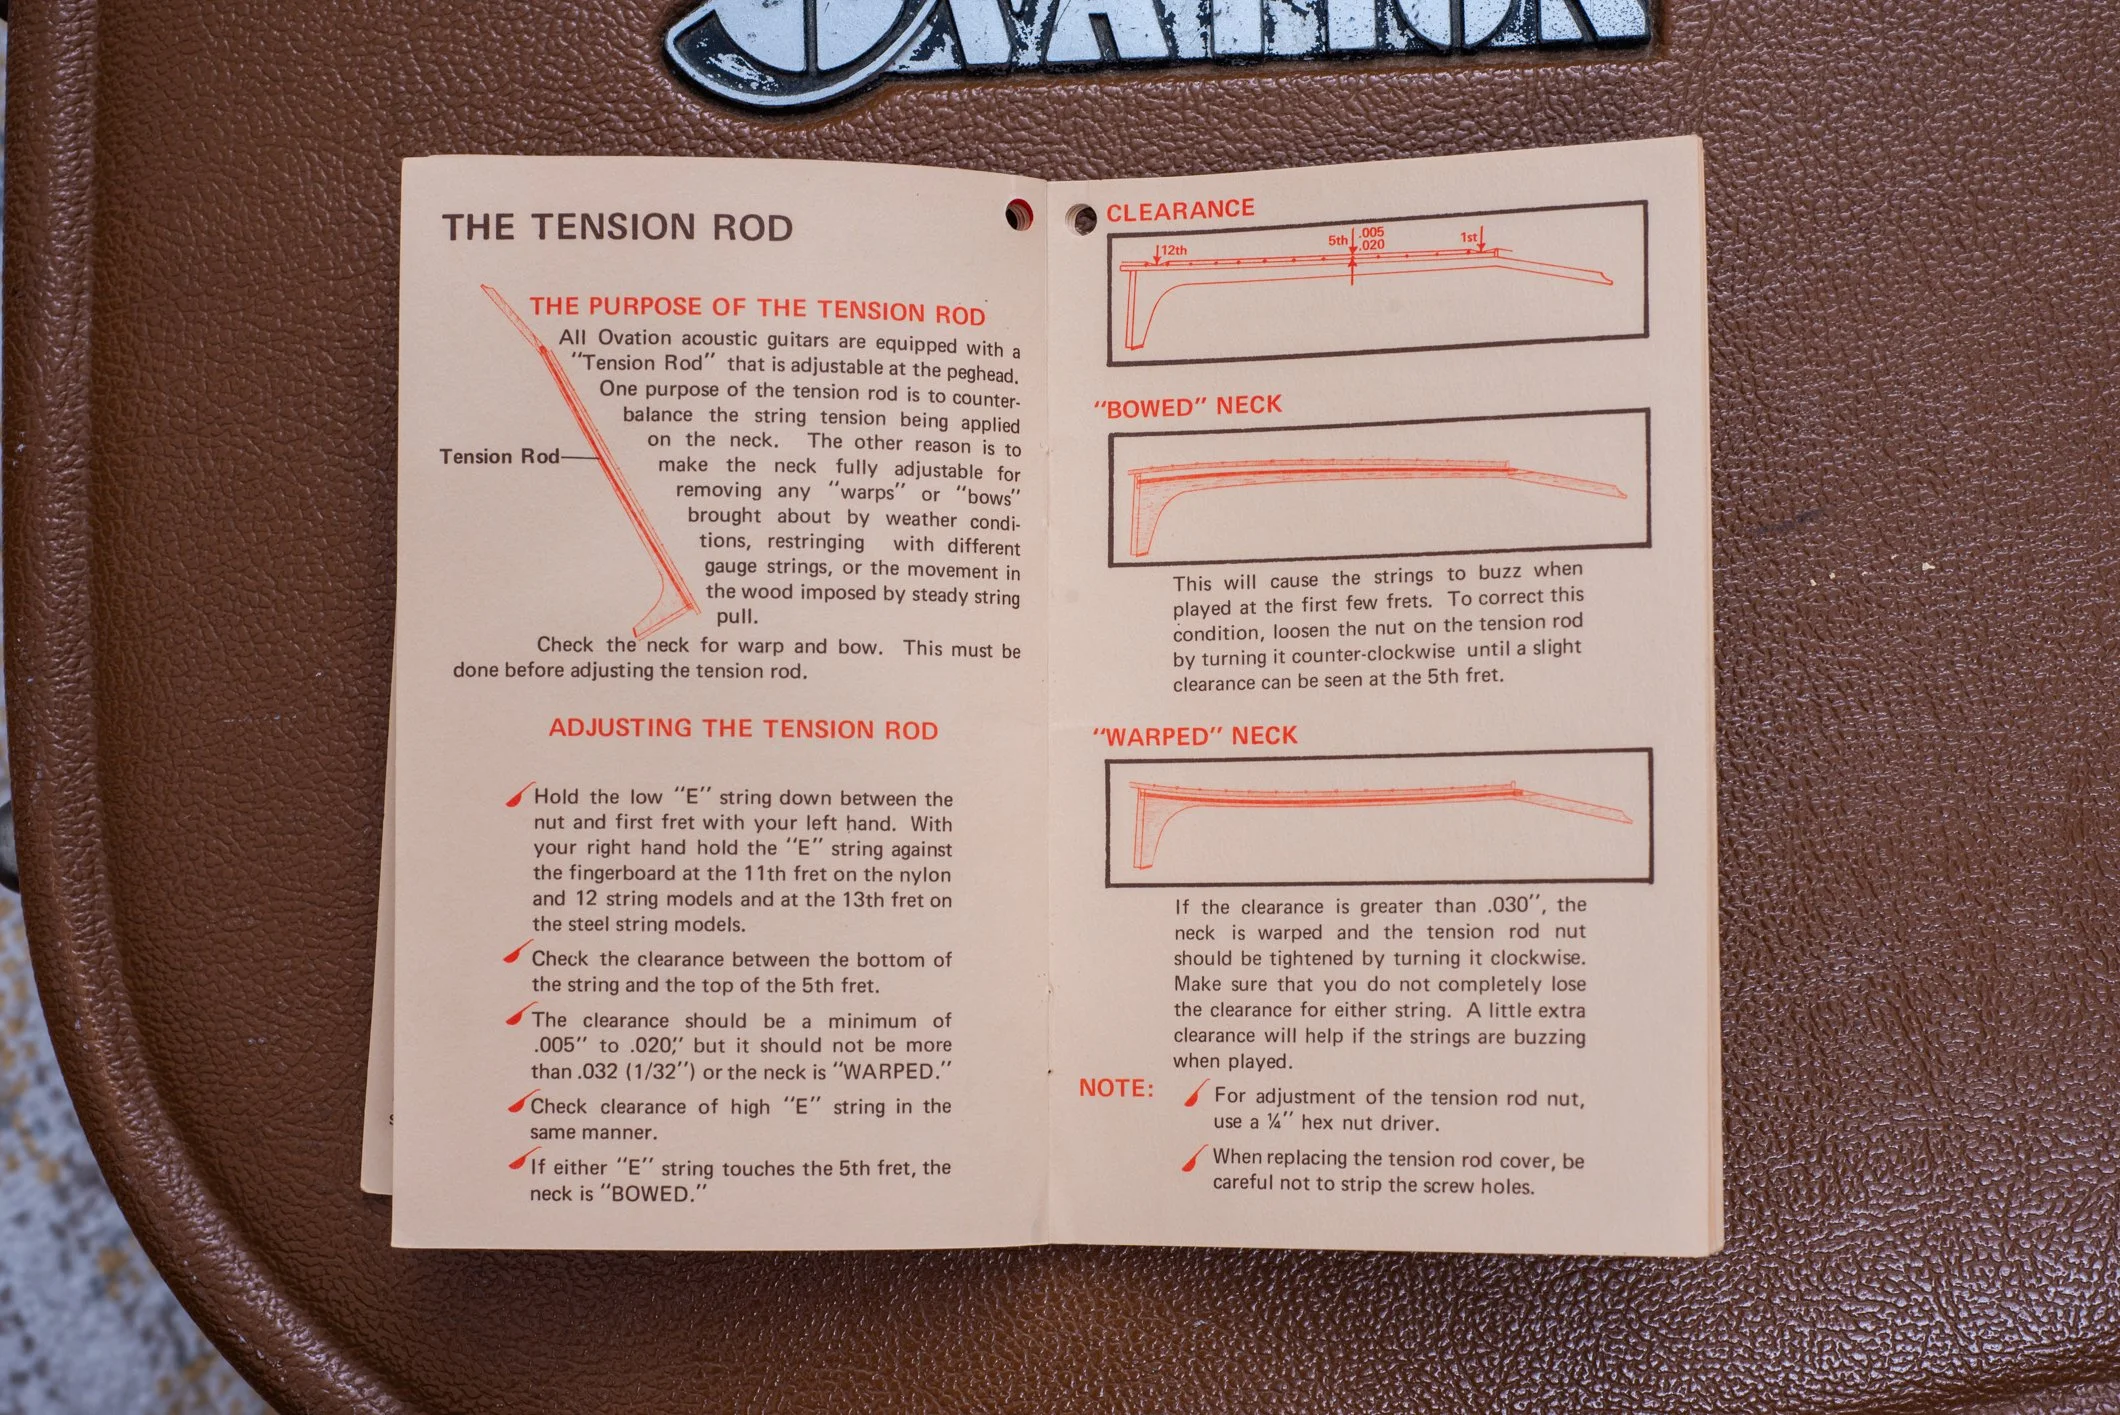 OVATION
THE TENSION ROD
THE PURPOSE OF THE TENSION ROD
All Ovation acoustic guitars are equipped with a
"Tension Rod" that is adjustable at the peghead.
One purpose of the tension rod is to counter-
balance the string tension being applied
on the neck. The other reason is to
make the neck fully adjustable for
removing any "warps" or "bows"
brought about by weather condi-
tions, restringing with different
gauge strings, or the movement in
the wood imposed by steady string
pull.
Tension Rod
Check the neck for warp and bow. This must be
done before adjusting the tension rod.
ADJUSTING THE TENSION ROD
Hold the low "E" string down between the
nut and first fret with your left hand. With
your right hand hold the "E" string against
the fingerboard at the 11th fret on the nylon
and 12 string models and at the 13th fret on
the steel string models.
Check the clearance between the bottom of
the string and the top of the 5th fret.
The clearance should be a minimum of
.005" to .020," but it should not be more
than .032 (1/32") or the neck is "WARPED."
Check clearance of high "E" string in the
same manner.
If either "E" string touches the 5th fret, the
neck is "BOWED."
CLEARANCE
12th
5th
.005
.020
1st
"BOWED" NECK
This will cause the strings to buzz when
played at the first few frets. To correct this
condition, loosen the nut on the tension rod
by turning it counter-clockwise until a slight
clearance can be seen at the 5th fret.
"WARPED" NECK
If the clearance is greater than .030", the
neck is warped and the tension rod nut
should be tightened by turning it clockwise.
Make sure that you do not completely lose
the clearance for either string. A little extra
clearance will help if the strings are buzzing
when played.
NOTE:
For adjustment of the tension rod nut,
use a ¼" hex nut driver.
When replacing the tension rod cover, be
careful not to strip the screw holes.